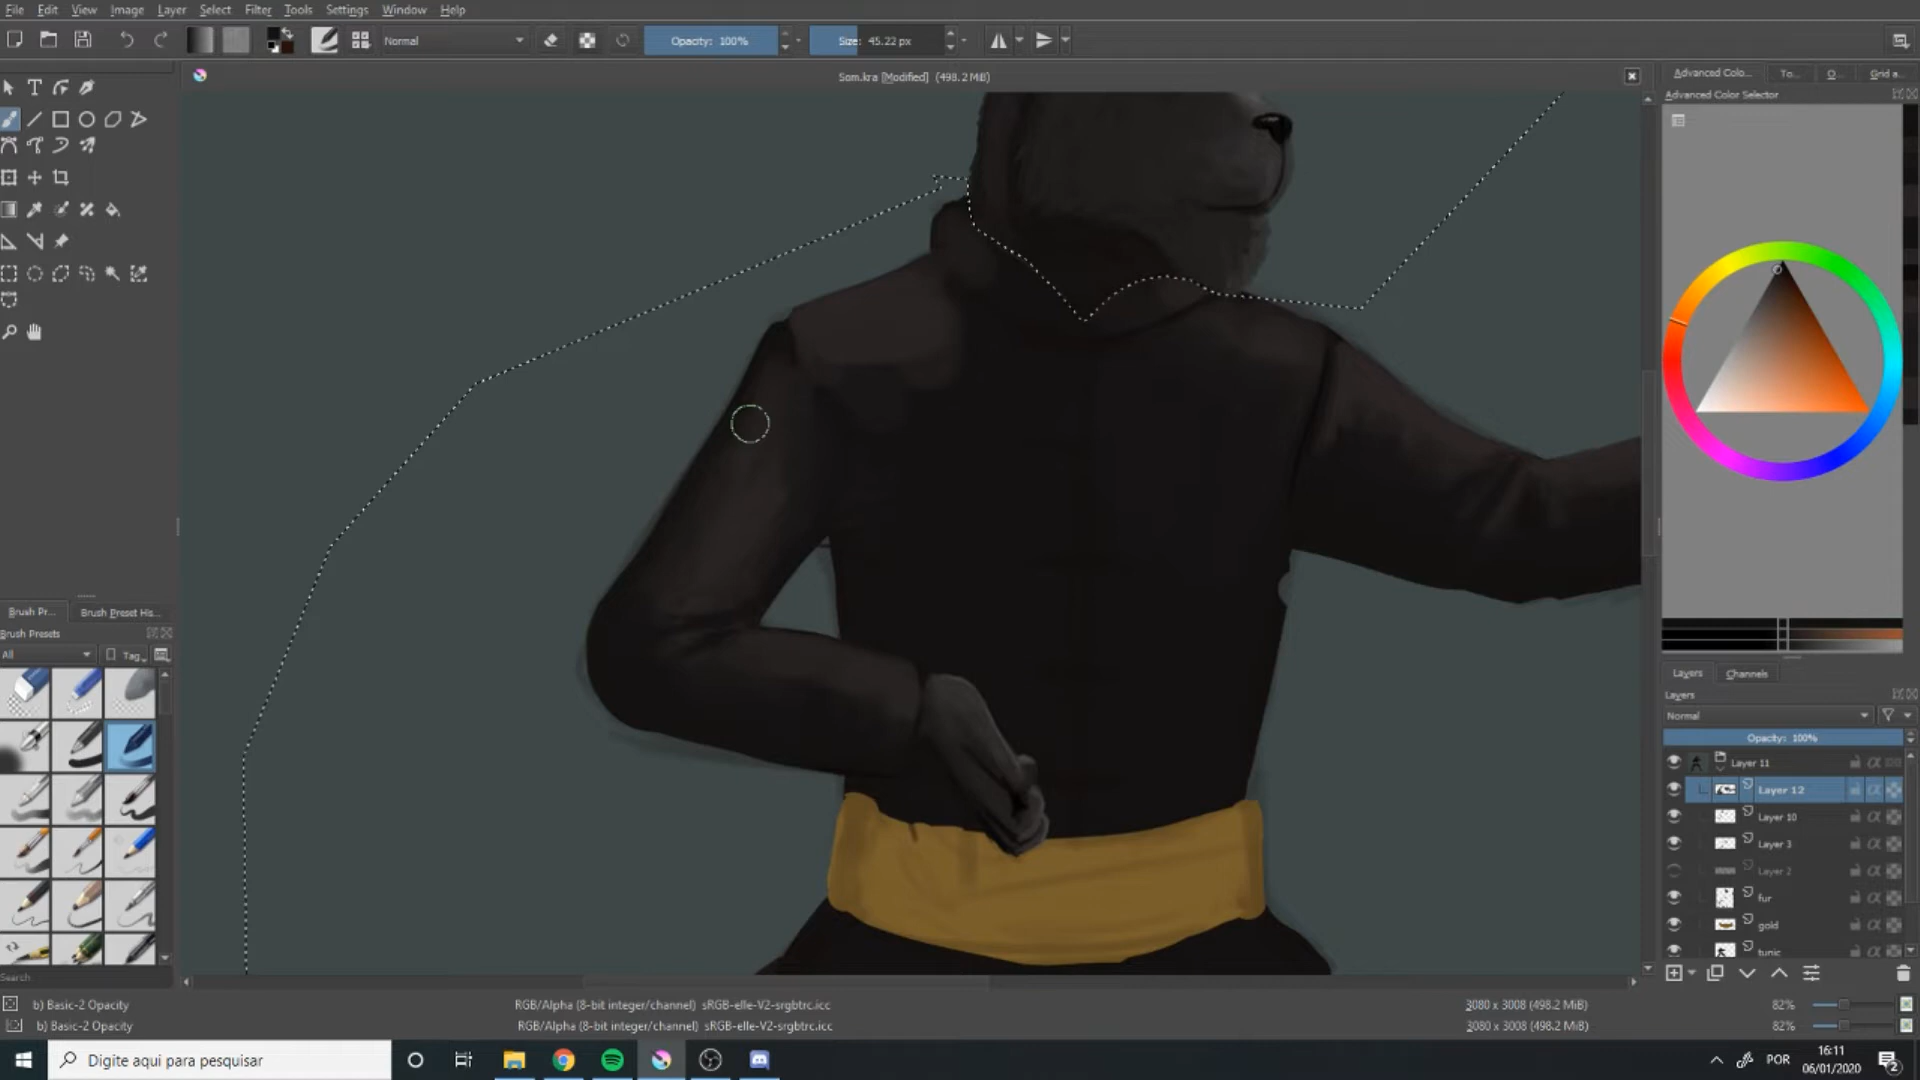 File Edit View Image Layer Select Filter Tools Settings Window Help
Normal Opacity: 100% Size: 45.22 px
Som.kra [Modified] (498.2 MiB)
Advanced Colo... To... O... Grid a...
Advanced Color Selector
Brush Pr... Brush Preset His...
Brush Presets
All Tag
Search
Layers Channels
Layers
Normal
Opacity: 100%
Layer 11
Layer 12
Layer 10
Layer 3
Layer 2
fur
gold
tunic
b) Basic-2 Opacity RGB/Alpha (8-bit integer/channel) sRGB-elle-V2-srgbtrc.icc 3080 x 3008 (498.2 MiB) 82%
b) Basic-2 Opacity RGB/Alpha (8-bit integer/channel) sRGB-elle-V2-srgbtrc.icc 3080 x 3008 (498.2 MiB) 82%
Digite aqui para pesquisar POR 16:11
06/01/2020 2